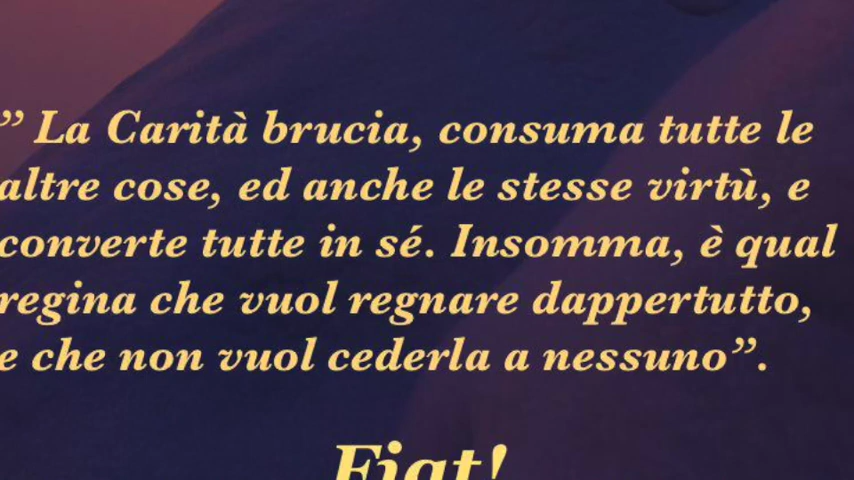 ” La Carità brucia, consuma tutte le
altre cose, ed anche le stesse virtù, e
converte tutte in sé. Insomma, è qual
regina che vuol regnare dappertutto,
e che non vuol cederla a nessuno”.
Fiat!